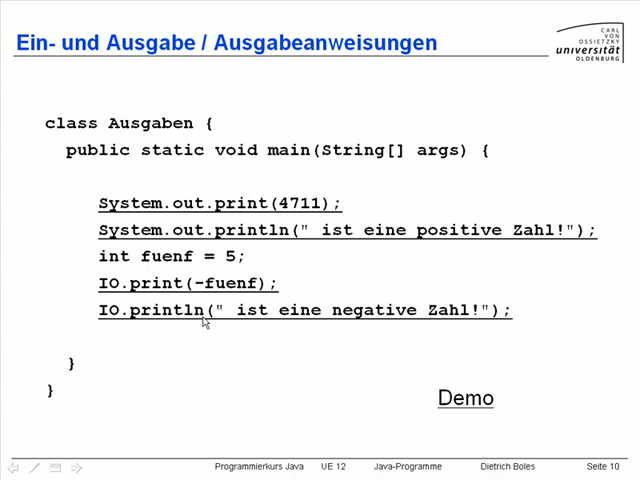 Ein- und Ausgabe / Ausgabeanweisungen
CARL
VON
OSSIETZKY
universität
OLDENBURG
class Ausgaben {
public static void main(String[] args) {
System.out.print(4711);
System.out.println(" ist eine positive Zahl!");
int fuenf = 5;
IO.print(-fuenf);
IO.println(" ist eine negative Zahl!");
}
}
Demo
Programmierkurs Java UE 12 Java-Programme Dietrich Boles Seite 10